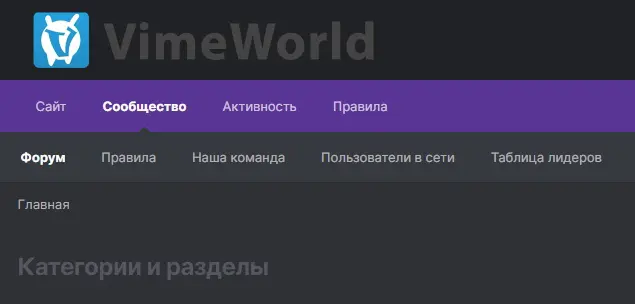 VimeWorld
Сайт Сообщество Активность Правила
Форум Правила Наша команда Пользователи в сети Таблица лидеров
Главная
Категории и разделы